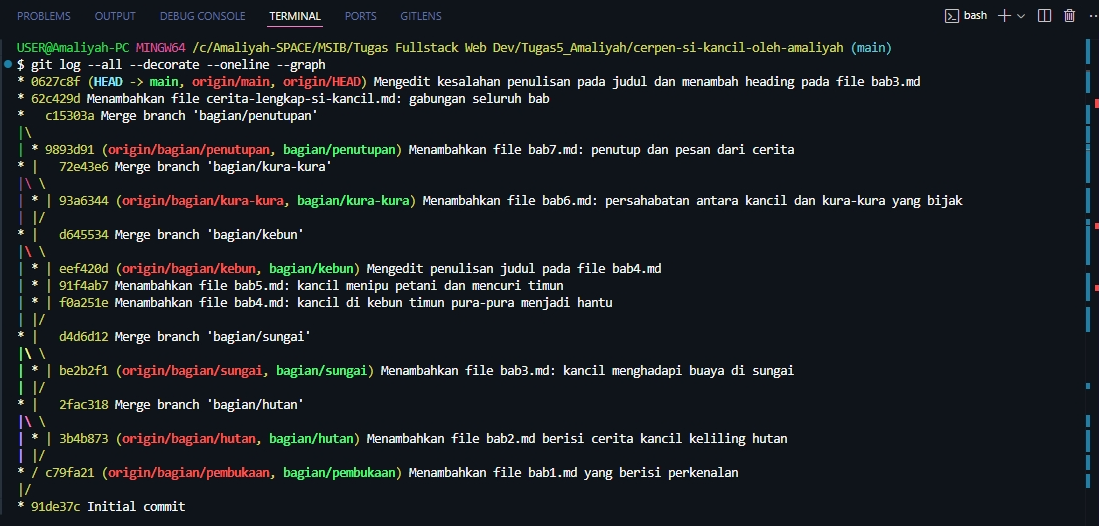 PROBLEMS OUTPUT DEBUG CONSOLE TERMINAL PORTS GITLENS bash
USER@Amaliyah-PC MINGW64 /c/Amaliyah-SPACE/MSIB/Tugas Fullstack Web Dev/Tugas5_Amaliyah/cerpen-si-kancil-oleh-amaliyah (main)
$ git log --all --decorate --oneline --graph
* 0627c8f (HEAD -> main, origin/main, origin/HEAD) Mengedit kesalahan penulisan pada judul dan menambah heading pada file bab3.md
* 62c429d Menambahkan file cerita-lengkap-si-kancil.md: gabungan seluruh bab
*   c15303a Merge branch 'bagian/penutupan'
|\
| * 9893d91 (origin/bagian/penutupan, bagian/penutupan) Menambahkan file bab7.md: penutup dan pesan dari cerita
* |   72e43e6 Merge branch 'bagian/kura-kura'
|\ \
| * | 93a6344 (origin/bagian/kura-kura, bagian/kura-kura) Menambahkan file bab6.md: persahabatan antara kancil dan kura-kura yang bijak
| |/
* |   d645534 Merge branch 'bagian/kebun'
|\ \
| * | eef420d (origin/bagian/kebun, bagian/kebun) Mengedit penulisan judul pada file bab4.md
| * | 91f4ab7 Menambahkan file bab5.md: kancil menipu petani dan mencuri timun
| * | f0a251e Menambahkan file bab4.md: kancil di kebun timun pura-pura menjadi hantu
| |/
* |   d4d6d12 Merge branch 'bagian/sungai'
|\ \
| * | be2b2f1 (origin/bagian/sungai, bagian/sungai) Menambahkan file bab3.md: kancil menghadapi buaya di sungai
| |/
* |   2fac318 Merge branch 'bagian/hutan'
|\ \
| * | 3b4b873 (origin/bagian/hutan, bagian/hutan) Menambahkan file bab2.md berisi cerita kancil keliling hutan
| |/
* / c79fa21 (origin/bagian/pembukaan, bagian/pembukaan) Menambahkan file bab1.md yang berisi perkenalan
|/
* 91de37c Initial commit